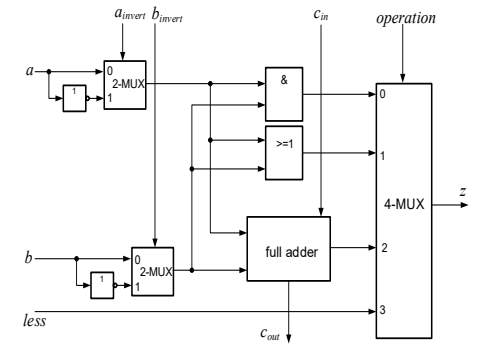 a_invert b_invert
c_in
operation
a
0
2-MUX
1
1
&
0
>=1
1
4-MUX
z
b
0
2-MUX
1
1
full adder
2
less
3
c_out